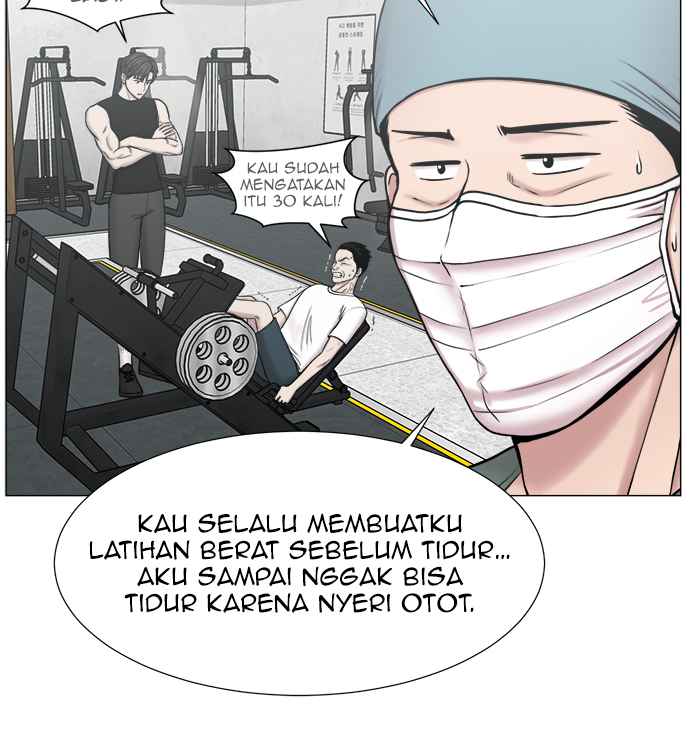 KAU SUDAH
MENGATAKAN
ITU 30 KALI!
KAU SELALU MEMBUATKU
LATIHAN BERAT SEBELUM TIDUR...
AKU SAMPAI NGGAK BISA
TIDUR KARENA NYERI OTOT.